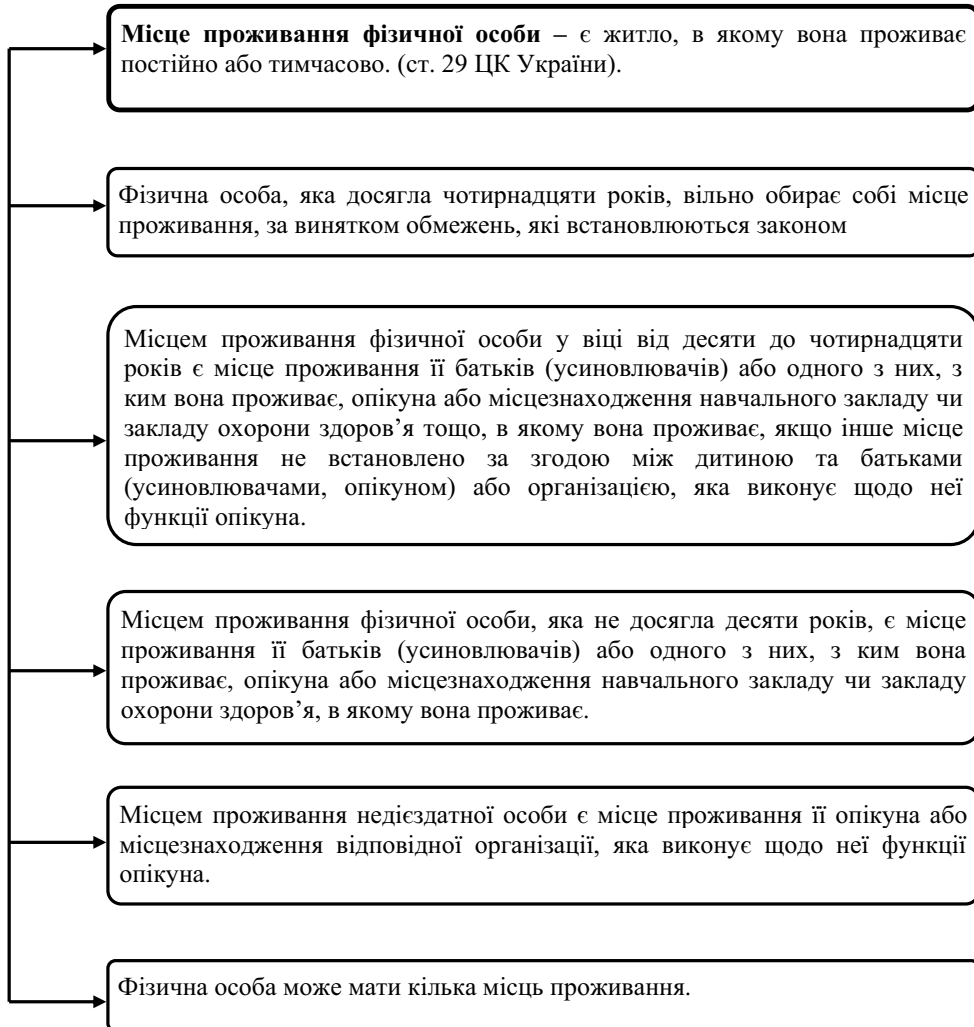 Місце проживання фізичної особи – є житло, в якому вона проживає
постійно або тимчасово. (ст. 29 ЦК України).
Фізична особа, яка досягла чотирнадцяти років, вільно обирає собі місце
проживання, за винятком обмежень, які встановлюються законом
Місцем проживання фізичної особи у віці від десяти до чотирнадцяти
років є місце проживання її батьків (усиновлювачів) або одного з них, з
ким вона проживає, опікуна або місцезнаходження навчального закладу чи
закладу охорони здоров’я тощо, в якому вона проживає, якщо інше місце
проживання не встановлено за згодою між дитиною та батьками
(усиновлювачами, опікуном) або організацією, яка виконує щодо неї
функції опікуна.
Місцем проживання фізичної особи, яка не досягла десяти років, є місце
проживання її батьків (усиновлювачів) або одного з них, з ким вона
проживає, опікуна або місцезнаходження навчального закладу чи закладу
охорони здоров’я, в якому вона проживає.
Місцем проживання недієздатної особи є місце проживання її опікуна або
місцезнаходження відповідної організації, яка виконує щодо неї функції
опікуна.
Фізична особа може мати кілька місць проживання.